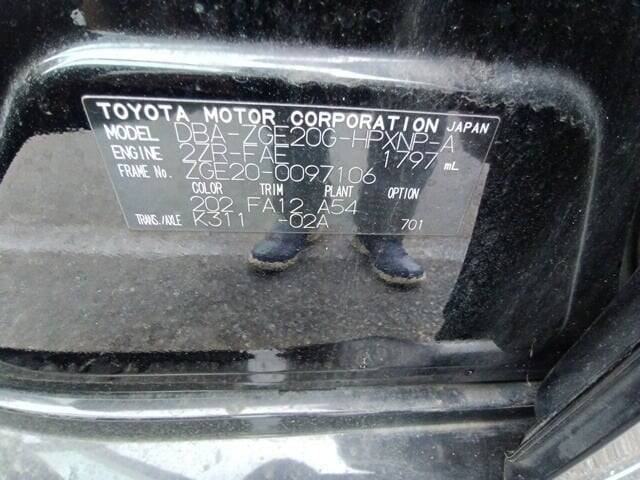 TOYOTA MOTOR CORPORATION JAPAN
MODEL DBA-ZGE20G-HPXNP-A
ENGINE 2ZR-FAE 1797 mL
FRAME No. ZGE20-0097106
COLOR TRIM PLANT OPTION
202 FA12 A54
TRANS./AXLE K311 -02A 701